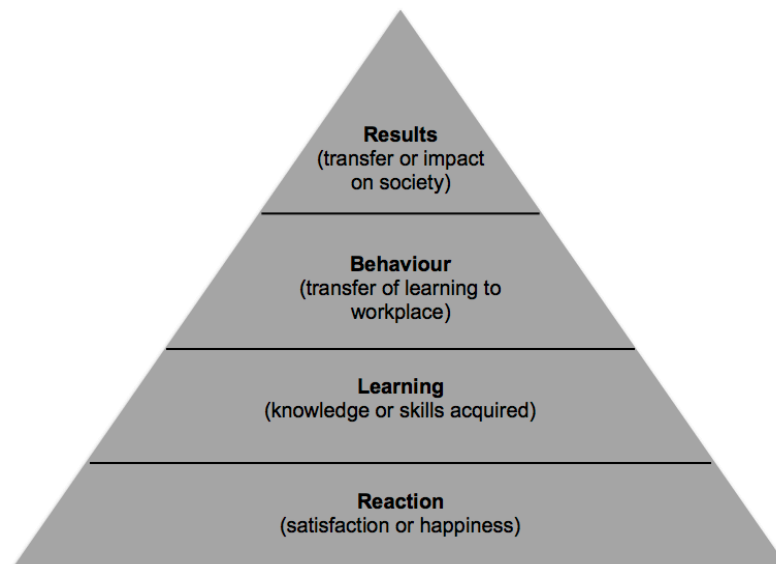 Results
(transfer or impact
on society)
Behaviour
(transfer of learning to
workplace)
Learning
(knowledge or skills acquired)
Reaction
(satisfaction or happiness)